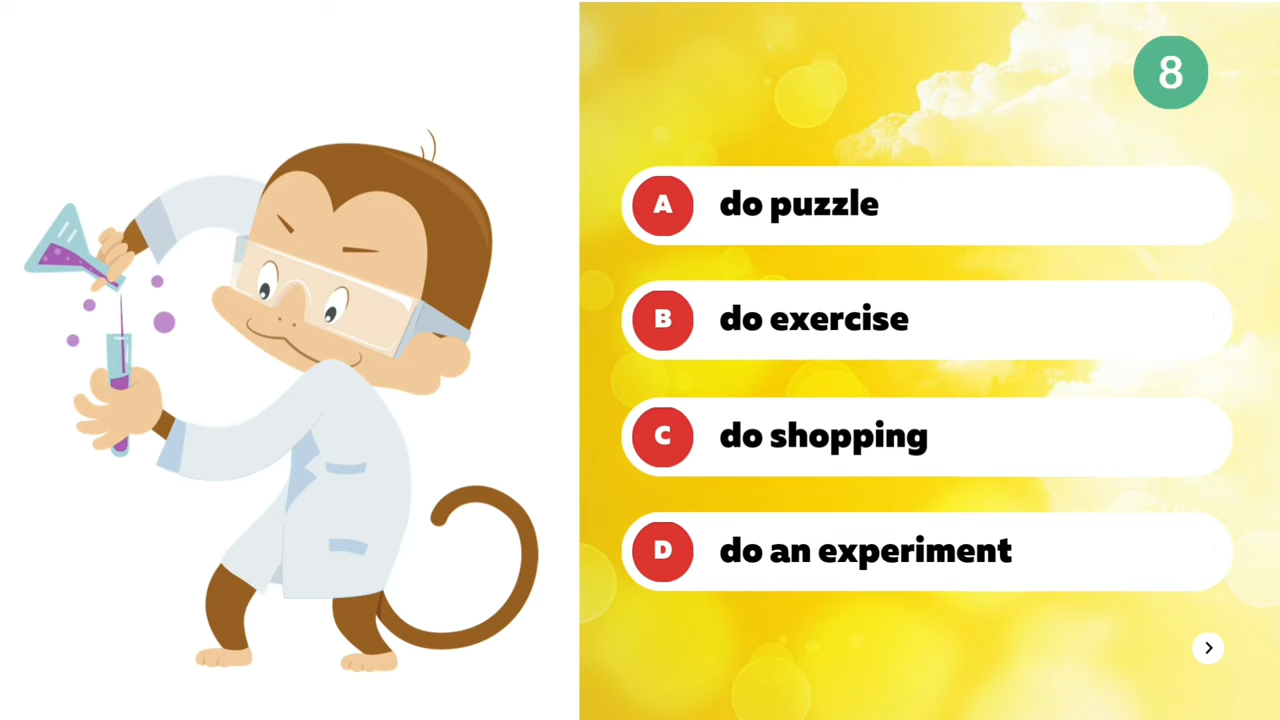 8
A do puzzle
B do exercise
C do shopping
D do an experiment